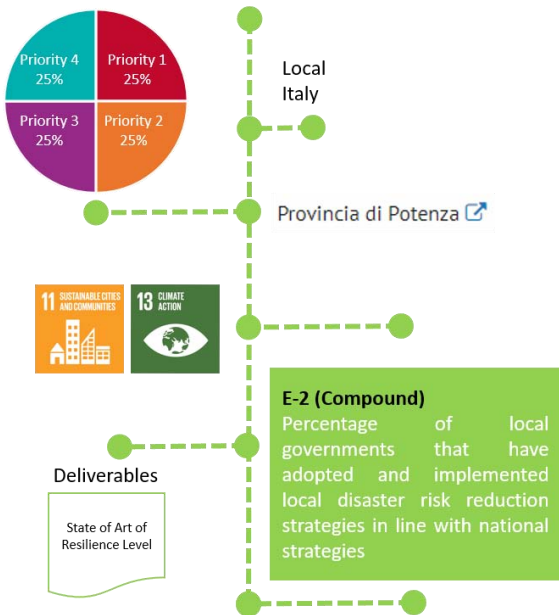 Priority 4
25%
Priority 1
25%
Priority 3
25%
Priority 2
25%
Local
Italy
Provincia di Potenza
11 SUSTAINABLE CITIES
AND COMMUNITIES
13 CLIMATE
ACTION
E-2 (Compound)
Percentage of local
governments that have
adopted and implemented
local disaster risk reduction
strategies in line with national
strategies
Deliverables
State of Art of
Resilience Level